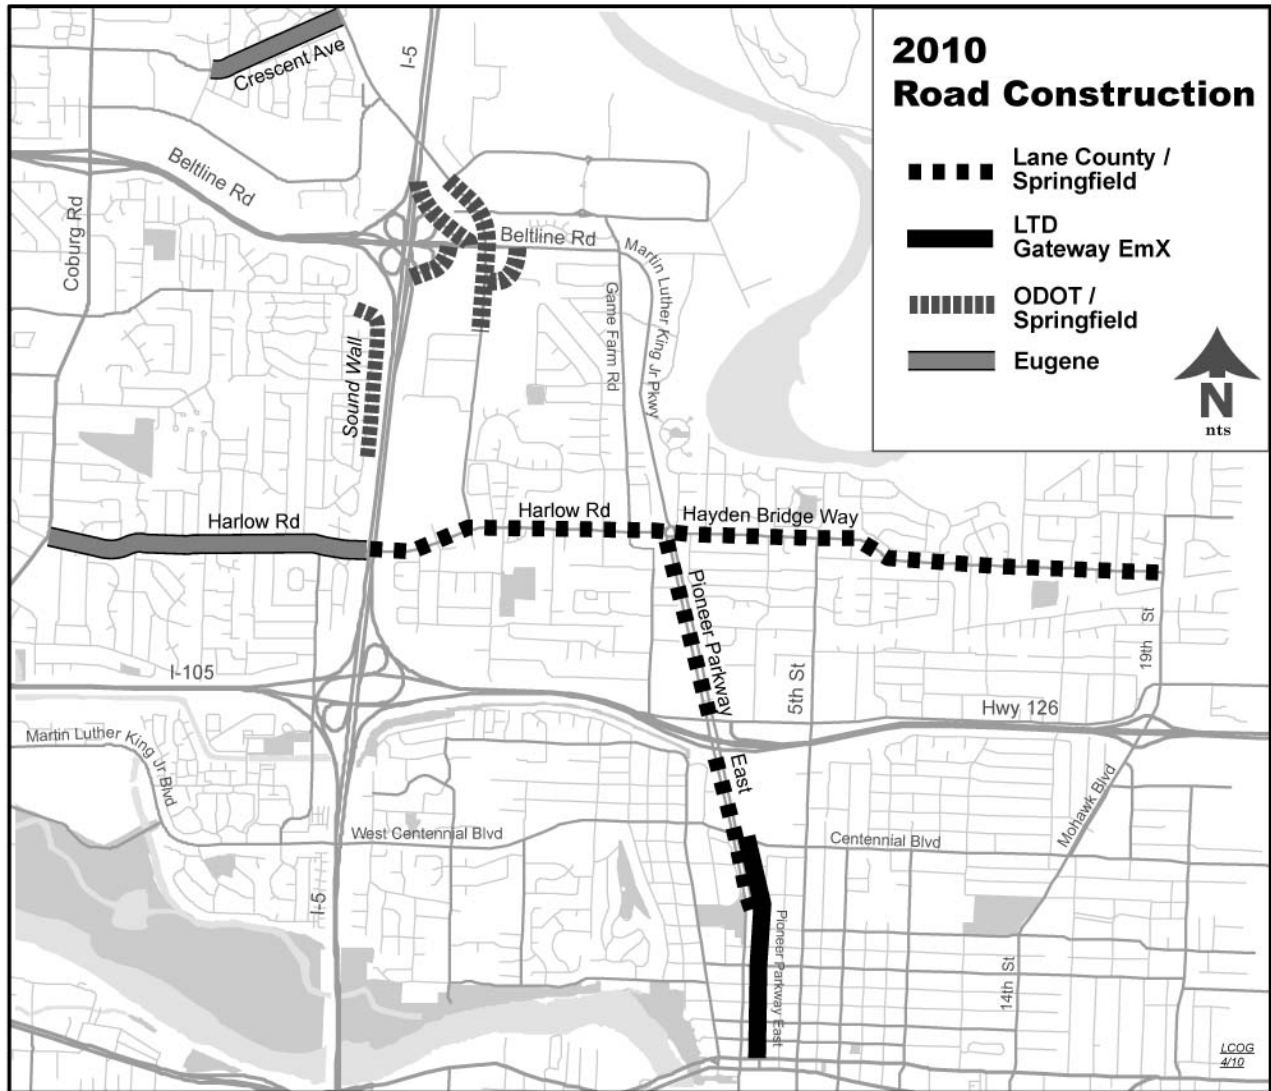 2010
Road Construction
Lane County /
Springfield
LTD
Gateway EmX
ODOT /
Springfield
Eugene
N
nts
Crescent Ave
I-5
Beltline Rd
Coburg Rd
Beltline Rd
Martin Luther King Jr Pkwy
Game Farm Rd
Sound Wall
Harlow Rd
Harlow Rd
Hayden Bridge Way
Pioneer Parkway
East
5th St
19th St
I-105
Hwy 126
Martin Luther King Jr Blvd
West Centennial Blvd
Centennial Blvd
Mohawk Blvd
I-5
Pioneer Parkway East
14th St
LCOG
4/10